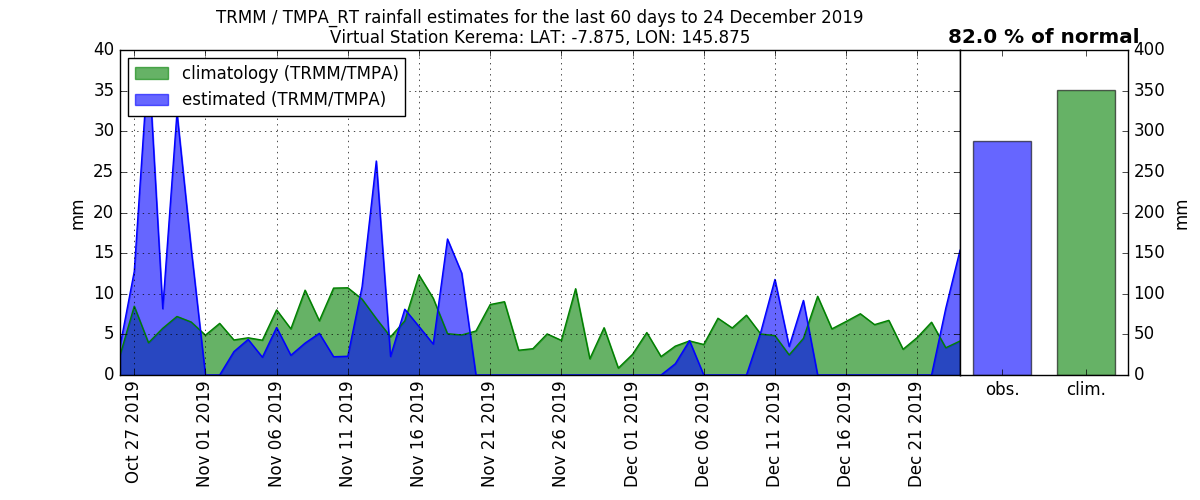 TRMM / TMPA_RT rainfall estimates for the last 60 days to 24 December 2019
Virtual Station Kerema: LAT: -7.875, LON: 145.875
82.0 % of normal
climatology (TRMM/TMPA)
estimated (TRMM/TMPA)
mm
40
35
30
25
20
15
10
5
0
Oct 27 2019
Nov 01 2019
Nov 06 2019
Nov 11 2019
Nov 16 2019
Nov 21 2019
Nov 26 2019
Dec 01 2019
Dec 06 2019
Dec 11 2019
Dec 16 2019
Dec 21 2019
obs.
clim.
400
350
300
250
200
150
100
50
0
mm